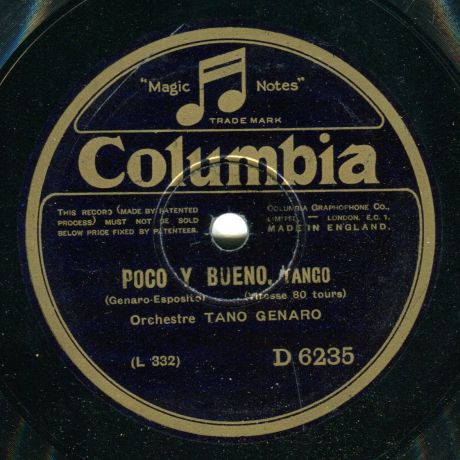 "Magic Notes"
TRADE MARK
Columbia
THIS RECORD (MADE BY PATENTED
PROCESS) MUST NOT BE SOLD
BELOW PRICE FIXED BY PATENTEES.
COLUMBIA GRAPHOPHONE CO.,
LIMITED, — LONDON, E.C. 1.
MADE IN ENGLAND.
POCO Y BUENO, TANGO
(Genaro-Esposito) (Vitesse 80 tours)
Orchestre TANO GENARO
(L 332) D 6235